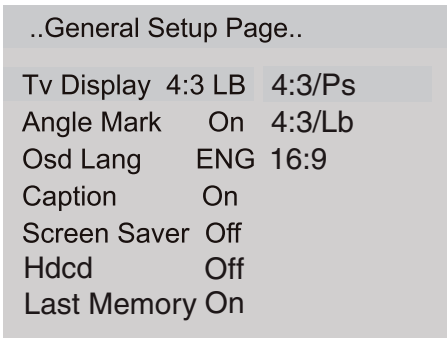 ..General Setup Page..
Tv Display 4:3 LB 4:3/Ps
Angle Mark On 4:3/Lb
Osd Lang ENG 16:9
Caption On
Screen Saver Off
Hdcd Off
Last Memory On